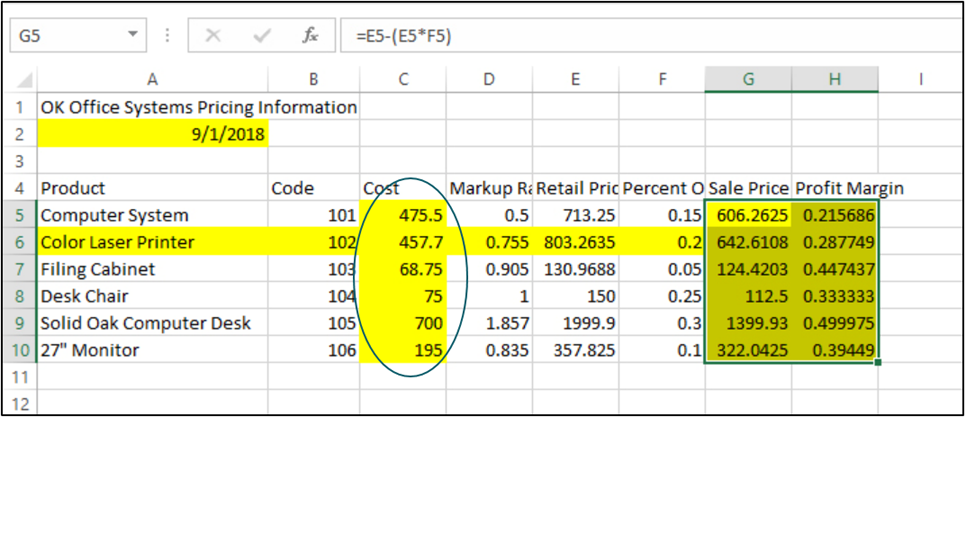 G5 fx =E5-(E5*F5)
A B C D E F G H I
1 OK Office Systems Pricing Information
2 9/1/2018
3
4 Product Code Cost Markup Ra Retail Pric Percent O Sale Price Profit Margin
5 Computer System 101 475.5 0.5 713.25 0.15 606.2625 0.215686
6 Color Laser Printer 102 457.7 0.755 803.2635 0.2 642.6108 0.287749
7 Filing Cabinet 103 68.75 0.905 130.9688 0.05 124.4203 0.447437
8 Desk Chair 104 75 1 150 0.25 112.5 0.333333
9 Solid Oak Computer Desk 105 700 1.857 1999.9 0.3 1399.93 0.499975
10 27" Monitor 106 195 0.835 357.825 0.1 322.0425 0.39449
11
12